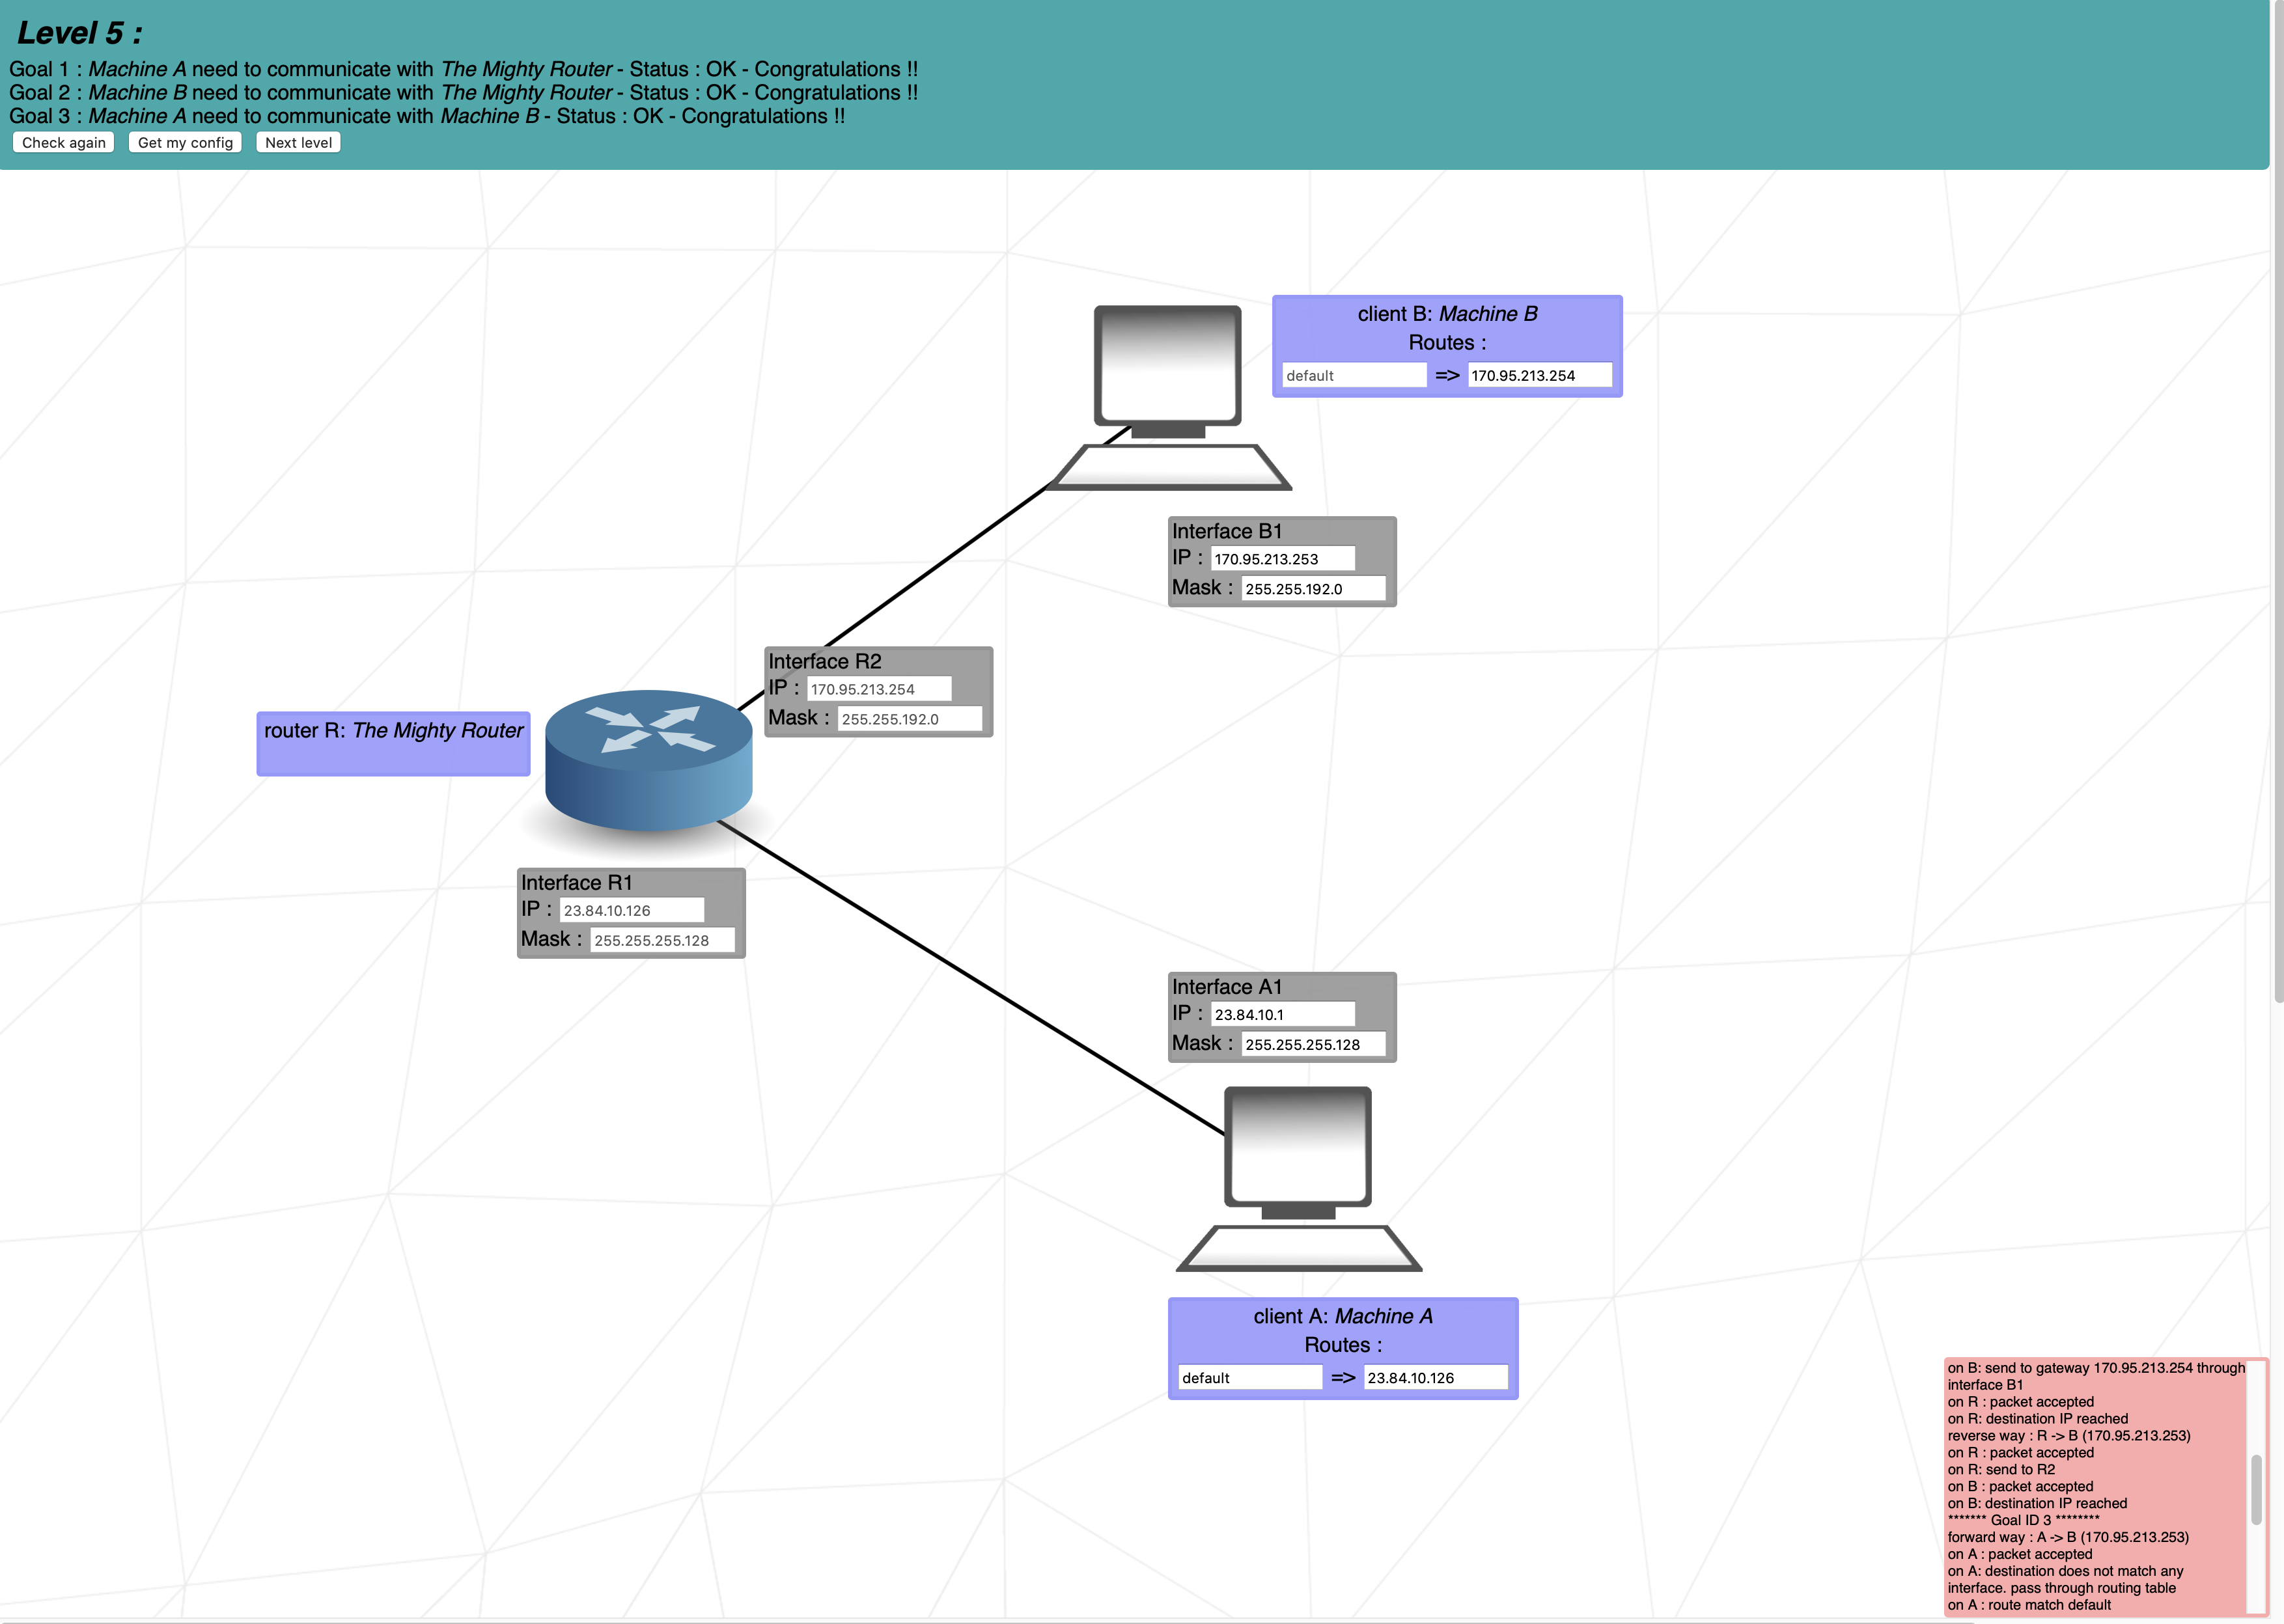 Level 5 :
Goal 1 : Machine A need to communicate with The Mighty Router - Status : OK - Congratulations !!
Goal 2 : Machine B need to communicate with The Mighty Router - Status : OK - Congratulations !!
Goal 3 : Machine A need to communicate with Machine B - Status : OK - Congratulations !!
Check again Get my config Next level
client B: Machine B
Routes :
default => 170.95.213.254
Interface B1
IP : 170.95.213.253
Mask : 255.255.192.0
Interface R2
IP : 170.95.213.254
Mask : 255.255.192.0
router R: The Mighty Router
Interface R1
IP : 23.84.10.126
Mask : 255.255.255.128
Interface A1
IP : 23.84.10.1
Mask : 255.255.255.128
client A: Machine A
Routes :
default => 23.84.10.126
on B: send to gateway 170.95.213.254 through
interface B1
on R : packet accepted
on R: destination IP reached
reverse way : R -> B (170.95.213.253)
on R : packet accepted
on R: send to R2
on B : packet accepted
on B: destination IP reached
******* Goal ID 3 ********
forward way : A -> B (170.95.213.253)
on A : packet accepted
on A: destination does not match any
interface. pass through routing table
on A : route match default